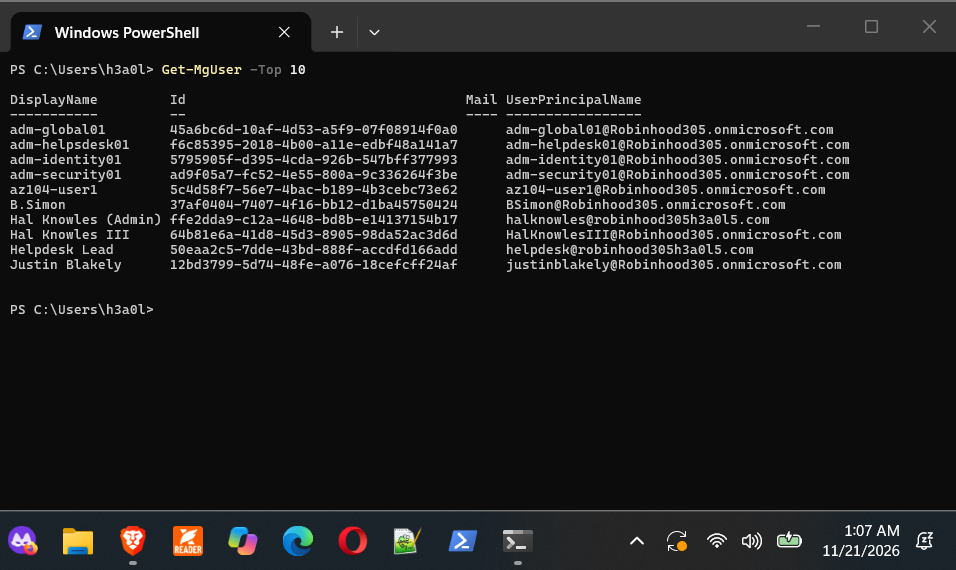 Windows PowerShell
PS C:\Users\h3a0l> Get-MgUser -Top 10
DisplayName Id Mail UserPrincipalName
----------- -- ---- -----------------
adm-global01 45a6bc6d-10af-4d53-a5f9-07f08914f0a0 adm-global01@Robinhood305.onmicrosoft.com
adm-helpsdesk01 f6c85395-2018-4b00-a11e-edbf48a141a7 adm-helpdesk01@Robinhood305.onmicrosoft.com
adm-identity01 5795905f-d395-4cda-926b-547bff377993 adm-identity01@Robinhood305.onmicrosoft.com
adm-security01 ad9f05a7-fc52-4e55-800a-9c336264f3be adm-security01@Robinhood305.onmicrosoft.com
az104-user1 5c4d58f7-56e7-4bac-b189-4b3cebc73e62 az104-user1@Robinhood305.onmicrosoft.com
B.Simon 37af0404-7407-4f16-bb12-d1ba45750424 BSimon@Robinhood305.onmicrosoft.com
Hal Knowles (Admin) ffe2dda9-c12a-4648-bd8b-e14137154b17 halknowles@robinhood305h3a0l5.com
Hal Knowles III 64b81e6a-41d8-45d3-8905-98da52ac3d6d HalKnowlesIII@Robinhood305.onmicrosoft.com
Helpdesk Lead 50eaa2c5-7dde-43bd-888f-accdfd166add helpdesk@robinhood305h3a0l5.com
Justin Blakely 12bd3799-5d74-48fe-a076-18cefcff24af justinblakely@Robinhood305.onmicrosoft.com
PS C:\Users\h3a0l>
READER
1:07 AM
11/21/2026